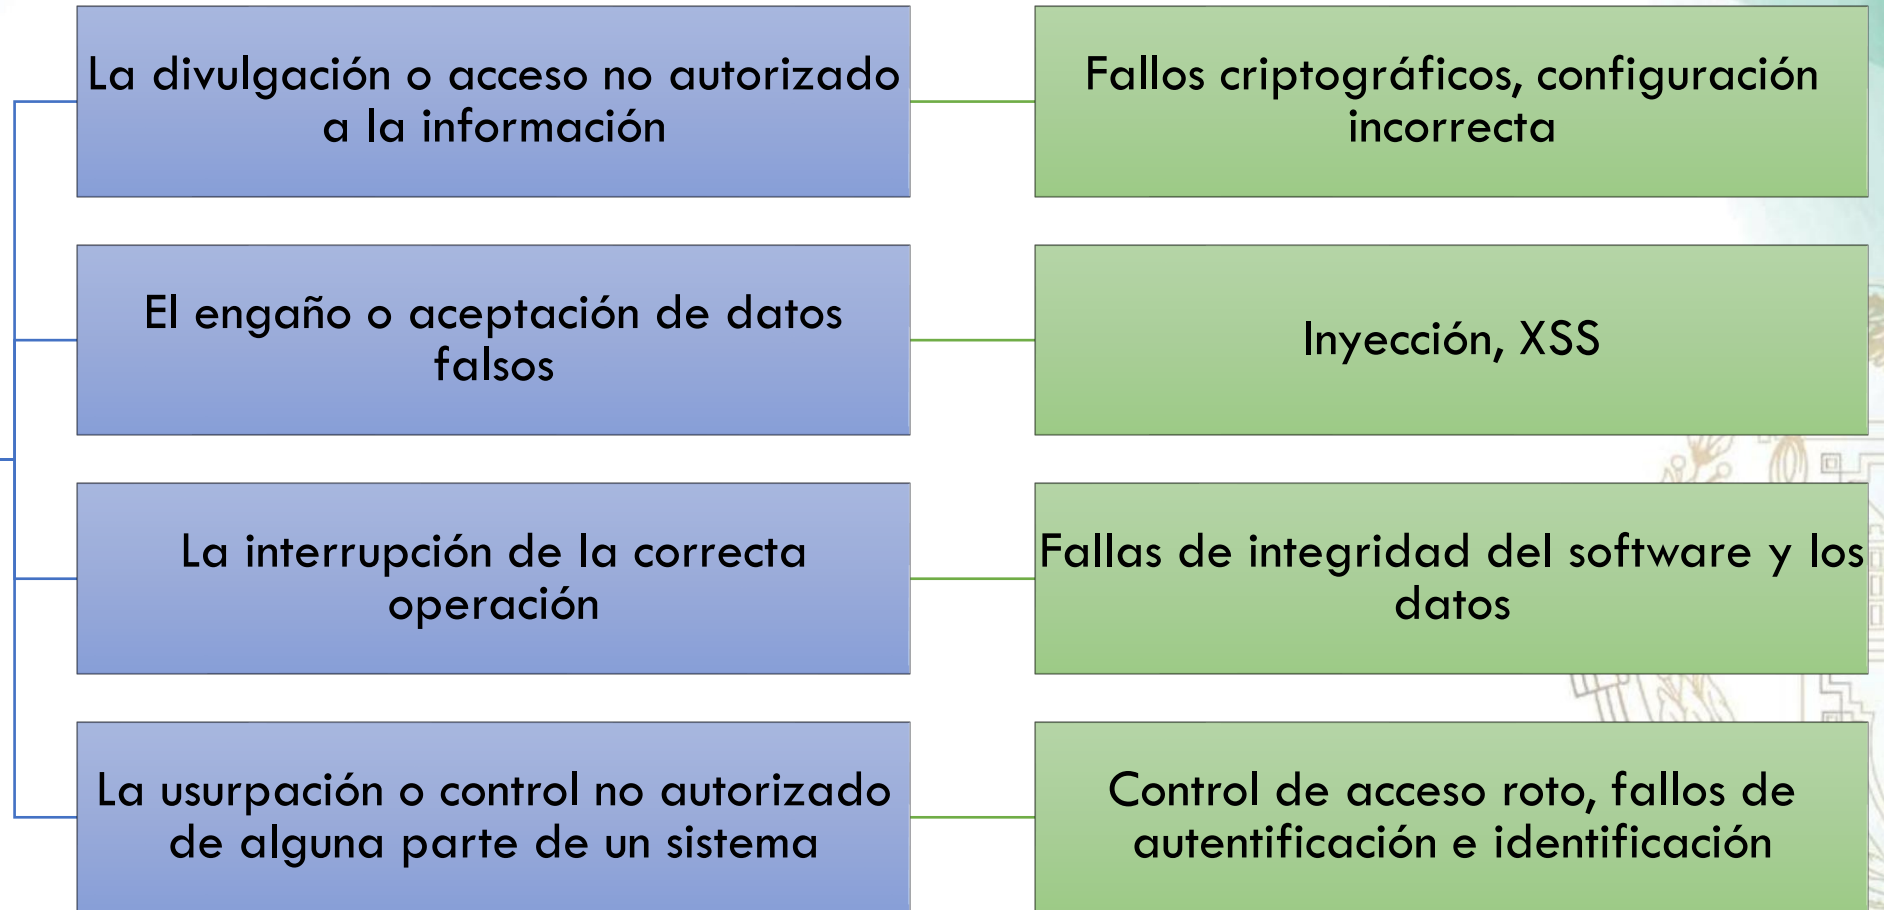 La divulgación o acceso no autorizado
a la información
Fallos criptográficos, configuración
incorrecta
El engaño o aceptación de datos
falsos
Inyección, XSS
La interrupción de la correcta
operación
Fallas de integridad del software y los
datos
La usurpación o control no autorizado
de alguna parte de un sistema
Control de acceso roto, fallos de
autentificación e identificación